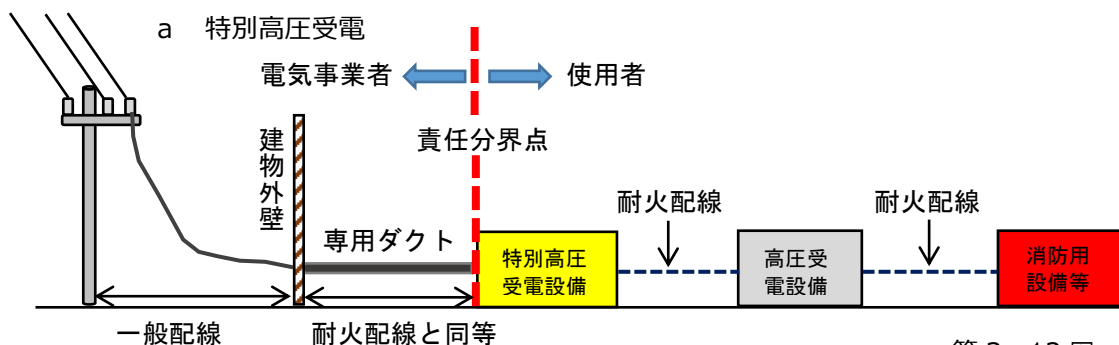 a 特別高圧受電
電気事業者
使用者
責任分界点
建物外壁
専用ダクト
耐火配線
耐火配線
特別高圧
受電設備
高圧受
電設備
消防用
設備等
一般配線
耐火配線と同等